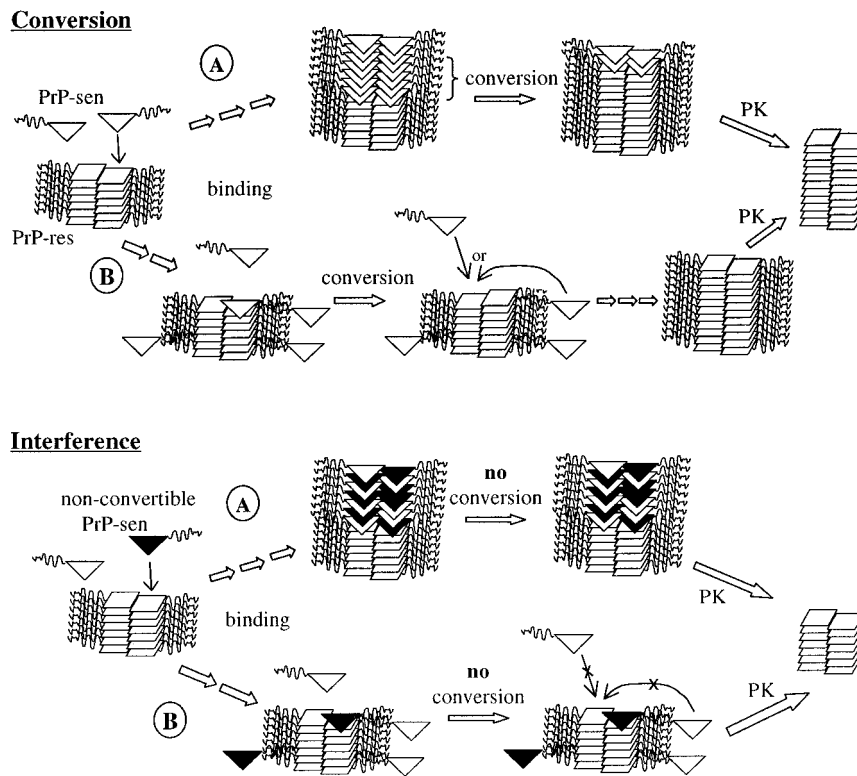 Conversion
A
PrP-sen
conversion
PK
binding
PrP-res
PK
or
B
conversion
Interference
A
no
conversion
non-convertible
PrP-sen
binding
PK
no
conversion
x
x
PK
B